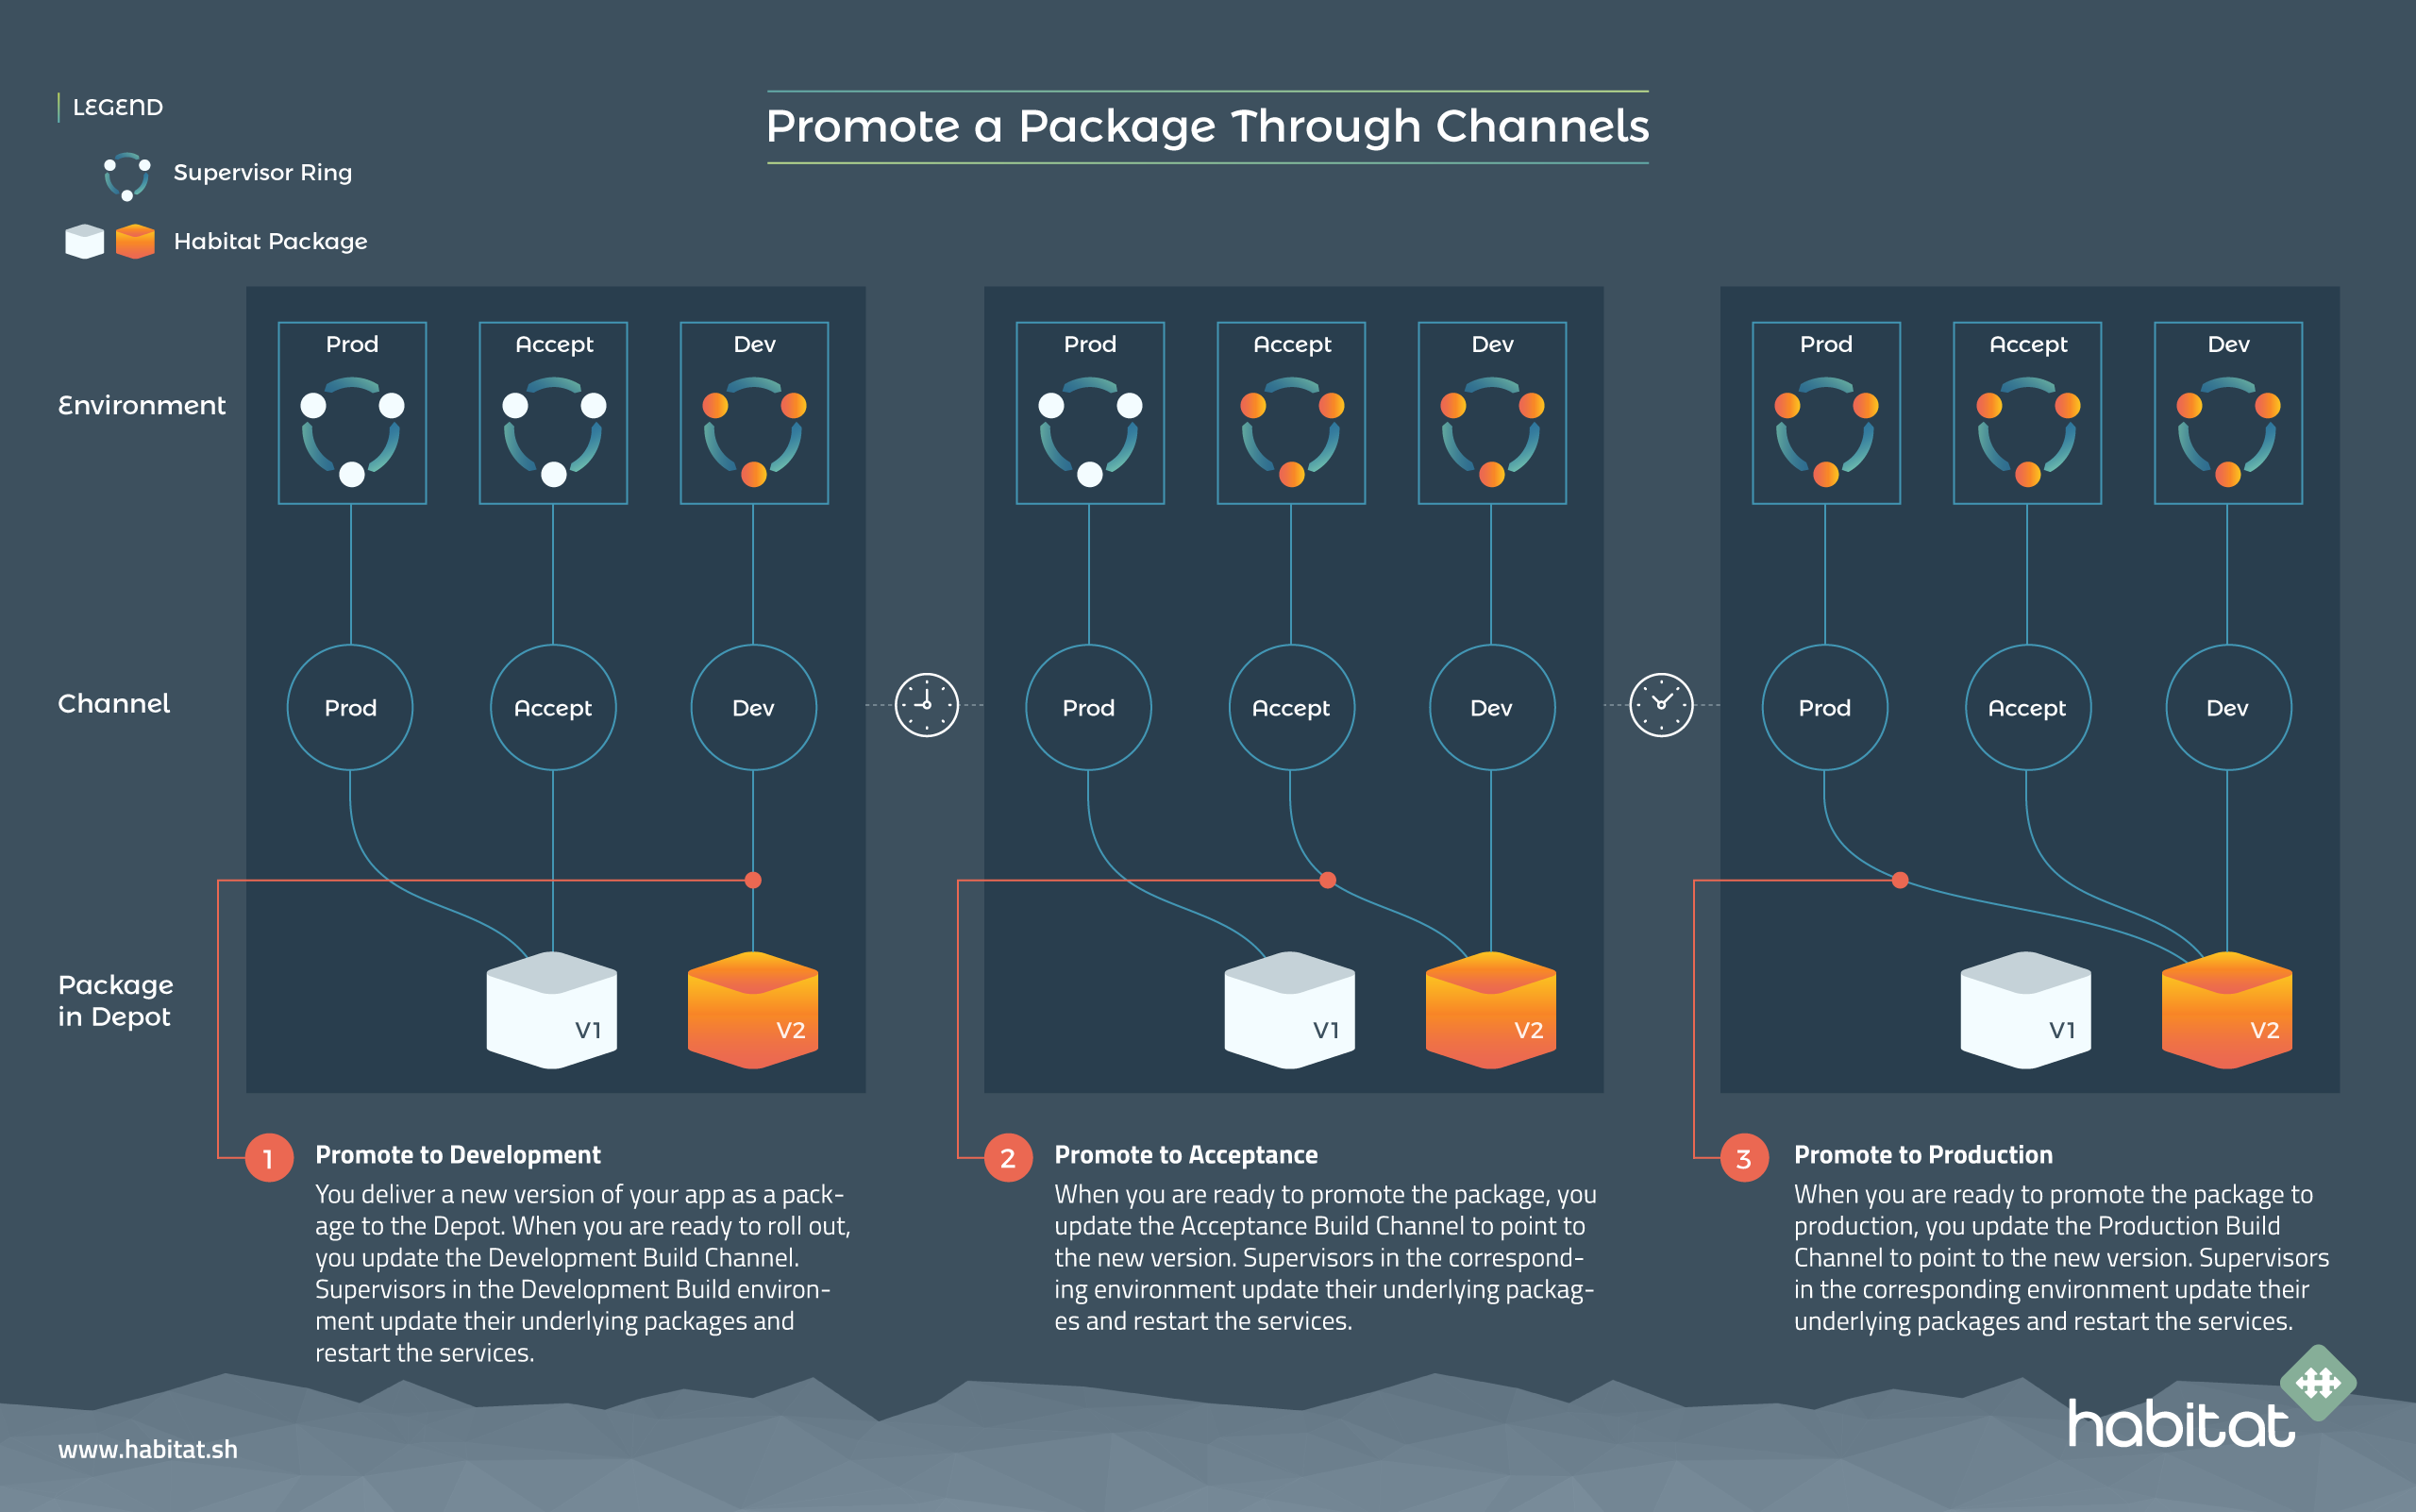 LEGEND
Supervisor Ring
Habitat Package
Promote a Package Through Channels
Environment
Channel
Package
in Depot
Prod
Accept
Dev
Prod
Accept
Dev
V1
V2
Prod
Accept
Dev
Prod
Accept
Dev
V1
V2
Prod
Accept
Dev
Prod
Accept
Dev
V1
V2
1
Promote to Development
You deliver a new version of your app as a pack-
age to the Depot. When you are ready to roll out,
you update the Development Build Channel.
Supervisors in the Development Build environ-
ment update their underlying packages and
restart the services.
2
Promote to Acceptance
When you are ready to promote the package, you
update the Acceptance Build Channel to point to
the new version. Supervisors in the correspond-
ing environment update their underlying packag-
es and restart the services.
3
Promote to Production
When you are ready to promote the package to
production, you update the Production Build
Channel to point to the new version. Supervisors
in the corresponding environment update their
underlying packages and restart the services.
www.habitat.sh
habitat